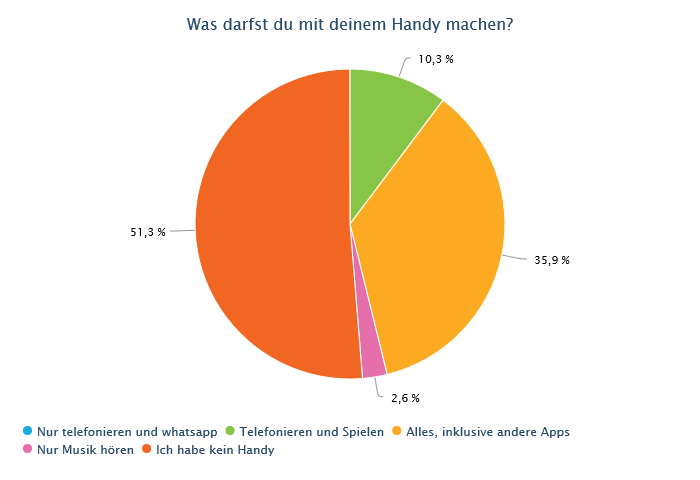 Was darfst du mit deinem Handy machen?
10,3 %
35,9 %
51,3 %
2,6 %
Nur telefonieren und whatsapp Telefonieren und Spielen Alles, inklusive andere Apps
Nur Musik hören Ich habe kein Handy